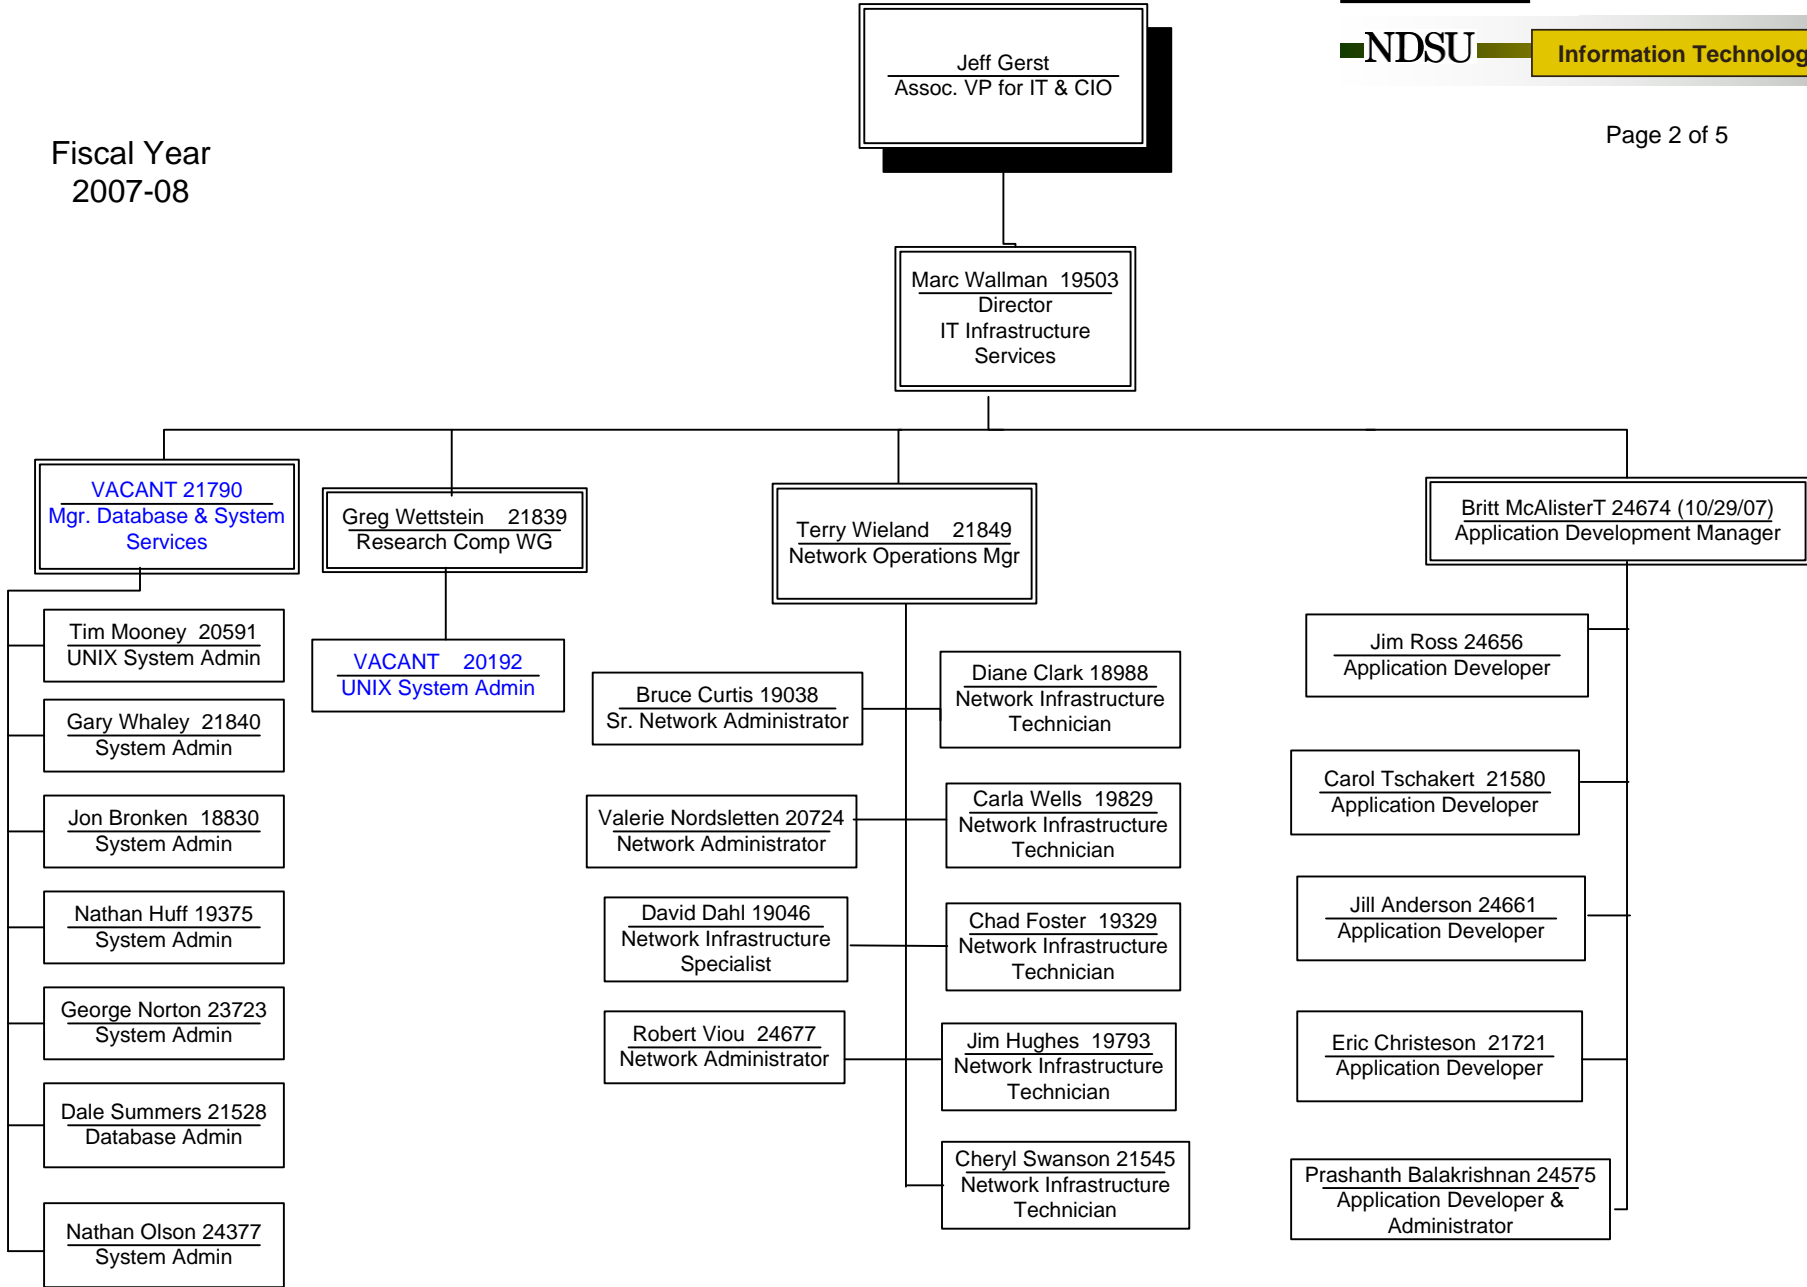 Jeff Gerst
Assoc. VP for IT & CIO
NDSU
Information Technolog
Page 2 of 5
Fiscal Year
2007-08
Marc Wallman 19503
Director
IT Infrastructure
Services
VACANT 21790
Mgr. Database & System
Services
Greg Wettstein 21839
Research Comp WG
Terry Wieland 21849
Network Operations Mgr
Britt McAlisterT 24674 (10/29/07)
Application Development Manager
Tim Mooney 20591
UNIX System Admin
Gary Whaley 21840
System Admin
Jon Bronken 18830
System Admin
Nathan Huff 19375
System Admin
George Norton 23723
System Admin
Dale Summers 21528
Database Admin
Nathan Olson 24377
System Admin
VACANT 20192
UNIX System Admin
Bruce Curtis 19038
Sr. Network Administrator
Valerie Nordsletten 20724
Network Administrator
David Dahl 19046
Network Infrastructure
Specialist
Robert Viou 24677
Network Administrator
Diane Clark 18988
Network Infrastructure
Technician
Carla Wells 19829
Network Infrastructure
Technician
Chad Foster 19329
Network Infrastructure
Technician
Jim Hughes 19793
Network Infrastructure
Technician
Cheryl Swanson 21545
Network Infrastructure
Technician
Jim Ross 24656
Application Developer
Carol Tschakert 21580
Application Developer
Jill Anderson 24661
Application Developer
Eric Christeson 21721
Application Developer
Prashanth Balakrishnan 24575
Application Developer &
Administrator